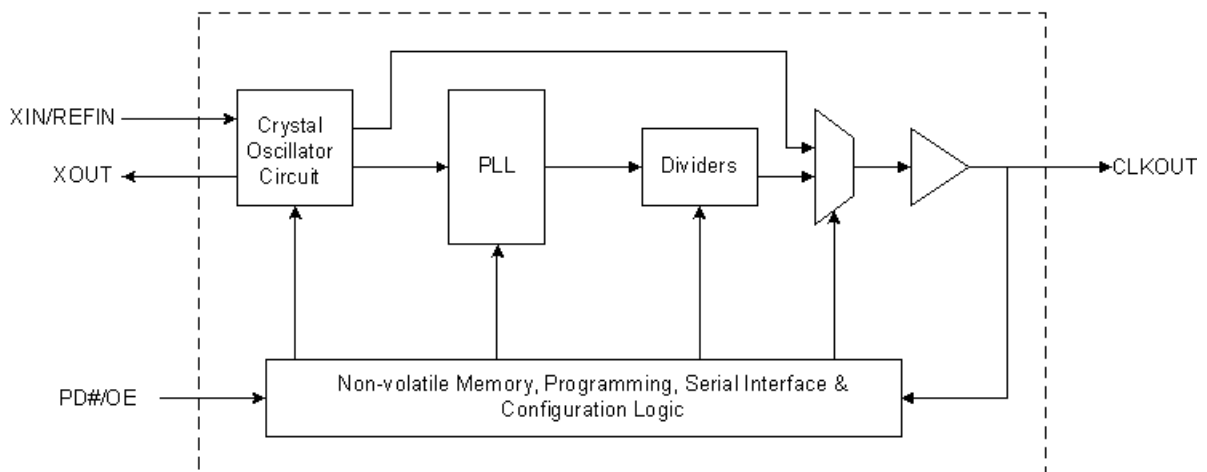 XIN/REFIN
XOUT
Crystal
Oscillator
Circuit
PLL
Dividers
CLKOUT
PD#/OE
Non-volatile Memory, Programming, Serial Interface &
Configuration Logic